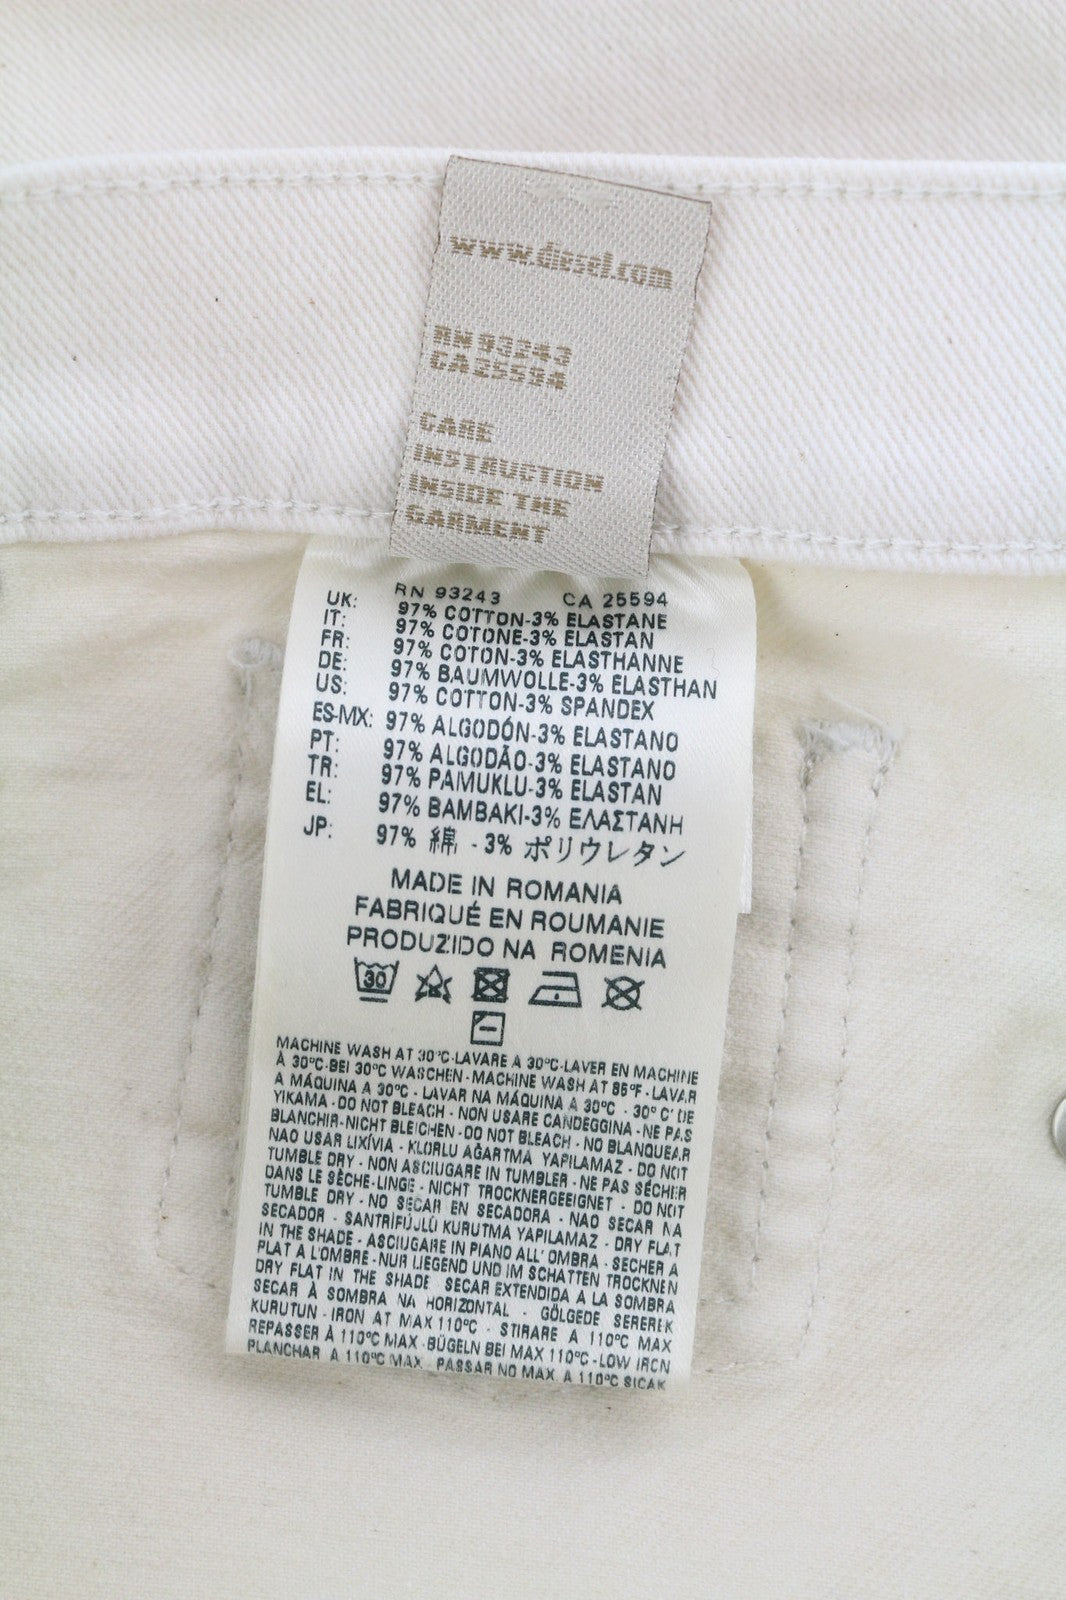 www.diesel.com
RN 93243
CA 25594
CARE
INSTRUCTION
INSIDE THE
GARMENT
RN 93243 CA 25594
UK: 97% COTTON-3% ELASTANE
IT: 97% COTONE-3% ELASTAN
FR: 97% COTON-3% ELASTHANNE
DE: 97% BAUMWOLLE-3% ELASTHAN
US: 97% COTTON-3% SPANDEX
ES-MX: 97% ALGODÓN-3% ELASTANO
PT: 97% ALGODÃO-3% ELASTANO
TR: 97% PAMUKLU-3% ELASTAN
EL: 97% BAMBAKI-3% ΕΛΑΣΤΑΝΗ
JP: 97% 綿 - 3% ポリウレタン
MADE IN ROMANIA
FABRIQUÉ EN ROUMANIE
PRODUZIDO NA ROMENIA
30
MACHINE WASH AT 30°C-LAVARE A 30°C-LAVER EN MACHINE
À 30°C-BEI 30°C WASCHEN-MACHINE WASH AT 85°F-LAVAR
A MÁQUINA A 30°C - LAVAR NA MÁQUINA A 30°C - 30°C'DE
YIKAMA - DO NOT BLEACH - NON USARE CANDEGGINA - NE PAS
BLANCHIR-NICHT BLEICHEN-DO NOT BLEACH - NO BLANQUEAR
NAO USAR LIXÍVIA - KLORLU AĞARTMA YAPILAMAZ - DO NOT
TUMBLE DRY - NON ASCIUGARE IN TUMBLER - NE PAS SÉCHER
DANS LE SÈCHE-LINGE - NICHT TROCKNERGEEIGNET - DO NOT
TUMBLE DRY - NO SECAR EN SECADORA - NAO SECAR NA
SECADOR - SANTRİFÜJLÜ KURUTMA YAPILAMAZ - DRY FLAT
IN THE SHADE - ASCIUGARE IN PIANO ALL' OMBRA - SECHER A
PLAT A L'OMBRE-NUR LIEGEND UND IM SCHATTEN TROCKNEN
DRY FLAT IN THE SHADE SECAR EXTENDIDA A LA SOMBRA
SECAR À SOMBRA NA HORIZONTAL - GÖLGEDE SEREREK
KURUTUN - IRON AT MAX 110°C - STIRARE A 110°C MAX
REPASSER À 110°C MAX -BÜGELN BEI MAX 110°C-LOW IRON
PLANCHAR A 110°C MAX - PASSAR NO MAX. A 110°C SICAK